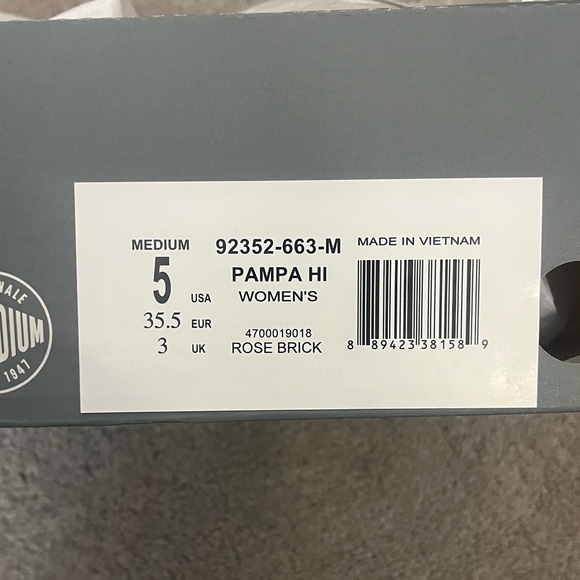 MEDIUM
5 USA
35.5 EUR
3 UK
92352-663-M
PAMPA HI
WOMEN'S
4700019018
ROSE BRICK
MADE IN VIETNAM
8 89423 38158 9
1947